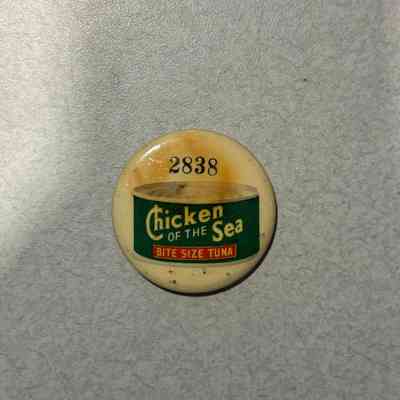 2838
Chicken
OF THE Sea
BITE SIZE TUNA